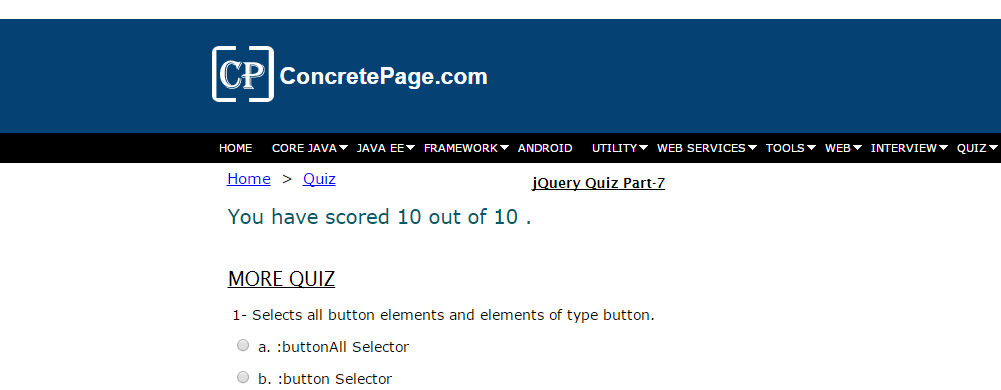 CP ConcretePage.com
HOME CORE JAVA JAVA EE FRAMEWORK ANDROID UTILITY WEB SERVICES TOOLS WEB INTERVIEW QUIZ
Home > Quiz jQuery Quiz Part-7
You have scored 10 out of 10 .
MORE QUIZ
1- Selects all button elements and elements of type button.
a. :buttonAll Selector
b. :button Selector